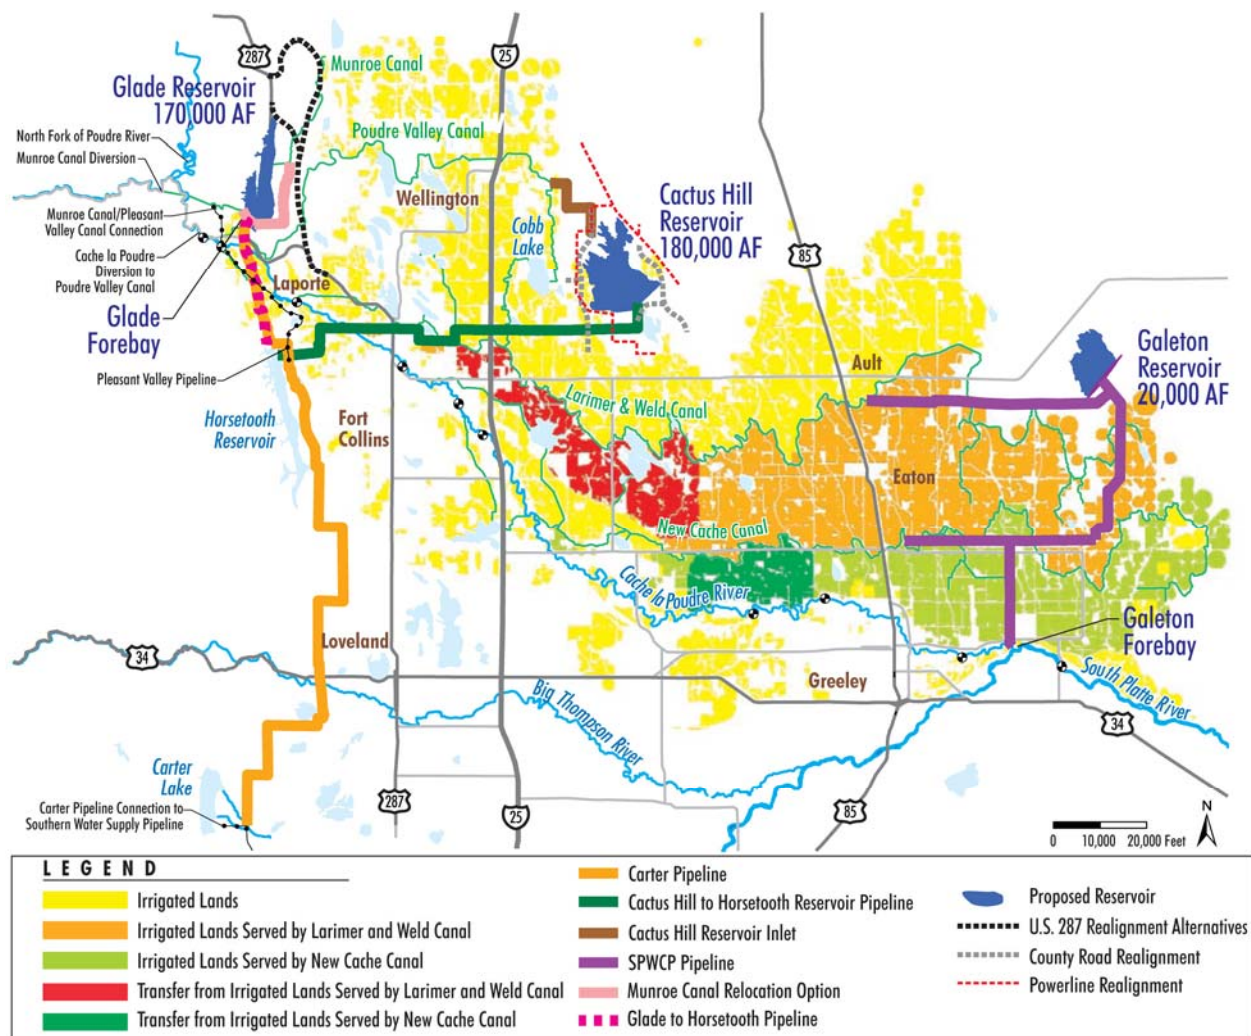 287
25
Munroe Canal
Glade Reservoir
170,000 AF
North Fork of Poudre River
Munroe Canal Diversion
Poudre Valley Canal
Wellington
Cactus Hill
Reservoir
180,000 AF
Munroe Canal/Pleasant
Valley Canal Connection
Cobb
Lake
Cache la Poudre
Diversion to
Poudre Valley Canal
85
Laporte
Glade
Forebay
Ault
Galeton
Reservoir
20,000 AF
Pleasant Valley Pipeline
Larimer & Weld Canal
Horsetooth
Reservoir
Fort
Collins
Eaton
New Cache Canal
Cache la Poudre River
Galeton
Forebay
34
Loveland
Greeley
South Platte River
Big Thompson River
34
Carter
Lake
Carter Pipeline Connection to
Southern Water Supply Pipeline
287
25
85
N
0 10,000 20,000 Feet
LEGEND
Irrigated Lands
Irrigated Lands Served by Larimer and Weld Canal
Irrigated Lands Served by New Cache Canal
Transfer from Irrigated Lands Served by Larimer and Weld Canal
Transfer from Irrigated Lands Served by New Cache Canal
Carter Pipeline
Cactus Hill to Horsetooth Reservoir Pipeline
Cactus Hill Reservoir Inlet
SPWCP Pipeline
Munroe Canal Relocation Option
Glade to Horsetooth Pipeline
Proposed Reservoir
U.S. 287 Realignment Alternatives
County Road Realignment
Powerline Realignment